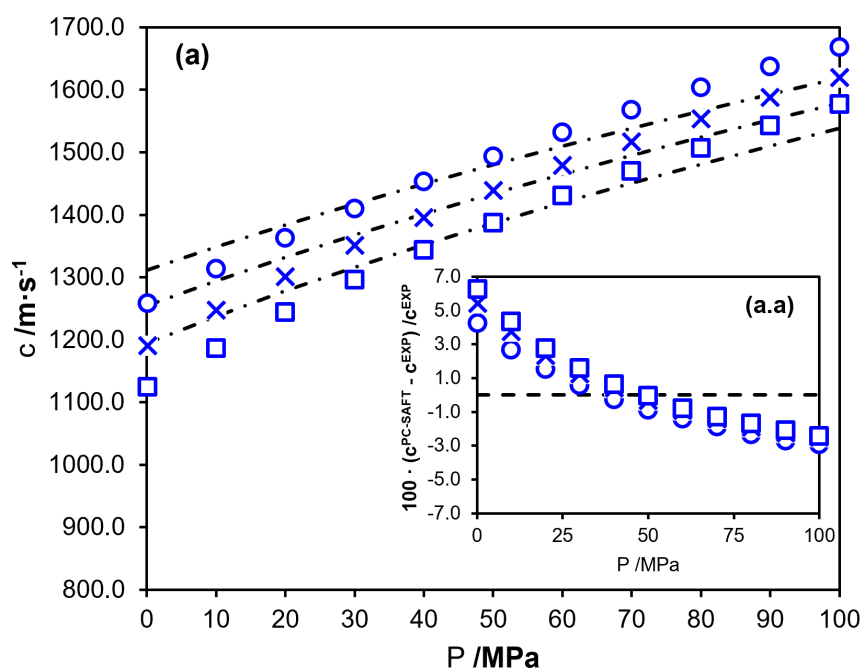 1700.0
(a)
1600.0
1500.0
1400.0
1300.0
1200.0
1100.0
1000.0
900.0
800.0
c /m·s⁻¹
0 10 20 30 40 50 60 70 80 90 100
P /MPa
7.0
(a.a)
5.0
3.0
1.0
-1.0
-3.0
-5.0
-7.0
100 · (c^PC-SAFT - c^EXP) /c^EXP
0 25 50 75 100
P /MPa